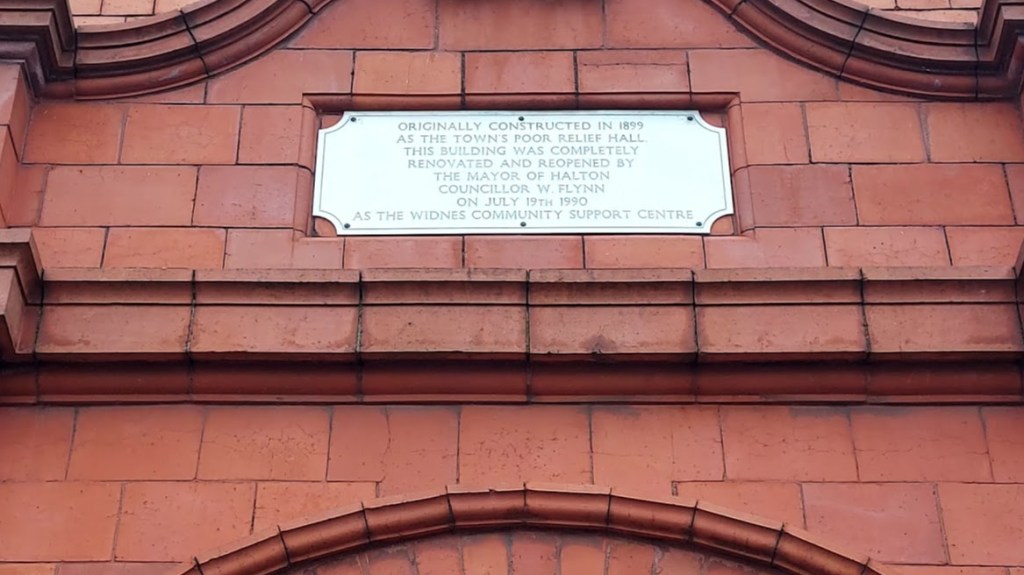 ORIGINALLY CONSTRUCTED IN 1899
AS THE TOWN'S POOR RELIEF HALL.
THIS BUILDING WAS COMPLETELY
RENOVATED AND REOPENED BY
THE MAYOR OF HALTON
COUNCILLOR W. FLYNN
ON JULY 19TH 1990
AS THE WIDNES COMMUNITY SUPPORT CENTRE